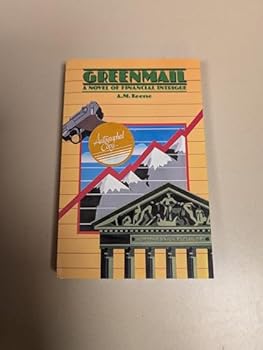 GREENMAIL
A NOVEL OF FINANCIAL INTRIGUE
A.M. Reese
Autographed
Copy